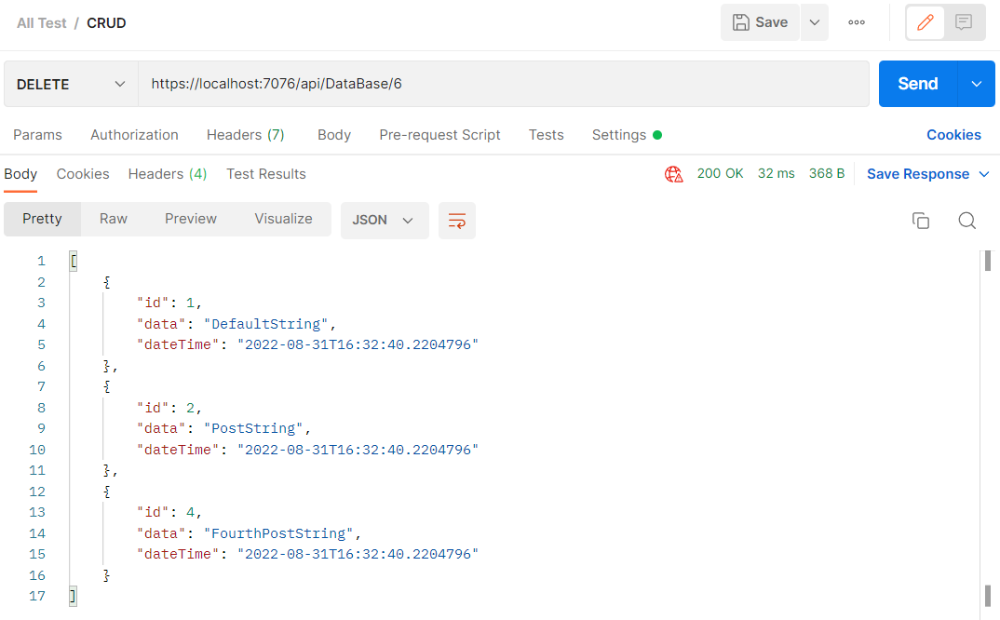 All Test / CRUD
Save
DELETE
https://localhost:7076/api/DataBase/6
Send
Params Authorization Headers (7) Body Pre-request Script Tests Settings Cookies
Body Cookies Headers (4) Test Results 200 OK 32 ms 368 B Save Response
Pretty Raw Preview Visualize JSON
1 [
2 {
3 "id": 1,
4 "data": "DefaultString",
5 "dateTime": "2022-08-31T16:32:40.2204796"
6 },
7 {
8 "id": 2,
9 "data": "PostString",
10 "dateTime": "2022-08-31T16:32:40.2204796"
11 },
12 {
13 "id": 4,
14 "data": "FourthPostString",
15 "dateTime": "2022-08-31T16:32:40.2204796"
16 }
17 ]